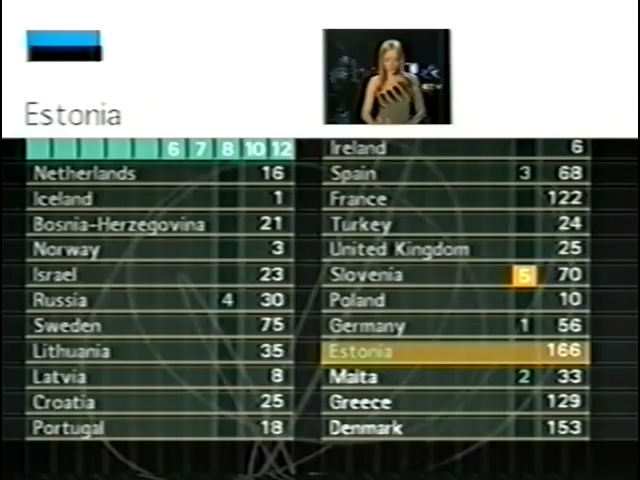 Estonia
6 7 8 10 12
Netherlands 16
Iceland 1
Bosnia-Herzegovina 21
Norway 3
Israel 23
Russia 4 30
Sweden 75
Lithuania 35
Latvia 8
Croatia 25
Portugal 18
Ireland 6
Spain 3 68
France 122
Turkey 24
United Kingdom 25
Slovenia 5 70
Poland 10
Germany 1 56
Estonia 166
Malta 2 33
Greece 129
Denmark 153